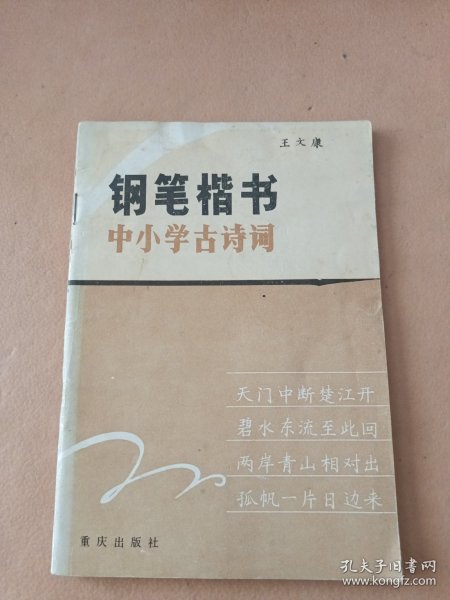 王文康
钢笔楷书
中小学古诗词
天门中断楚江开
碧水东流至此回
两岸青山相对出
孤帆一片日边来
重庆出版社
孔夫子旧书网
www.kongfz.com